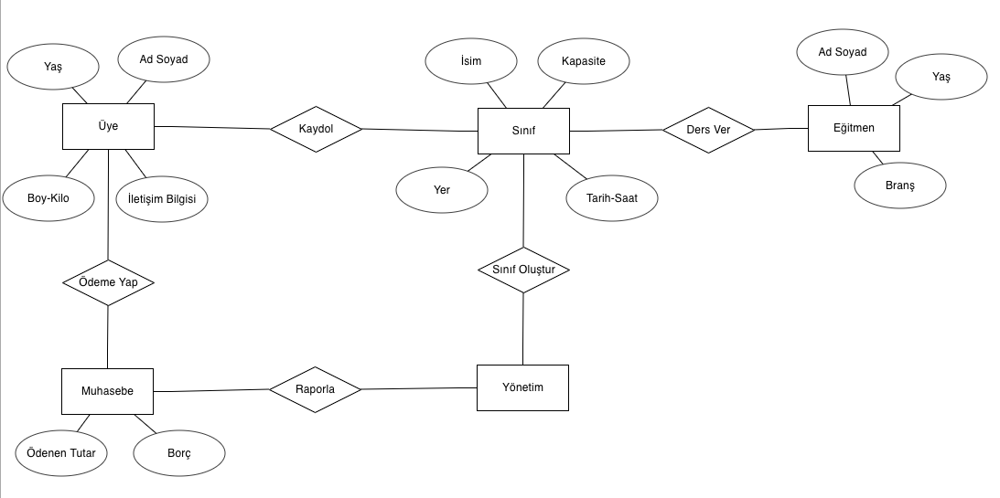 Yaş
Ad Soyad
Üye
Boy-Kilo
İletişim Bilgisi
Kaydol
İsim
Kapasite
Sınıf
Yer
Tarih-Saat
Ders Ver
Ad Soyad
Yaş
Eğitmen
Branş
Ödeme Yap
Sınıf Oluştur
Muhasebe
Raporla
Yönetim
Ödenen Tutar
Borç